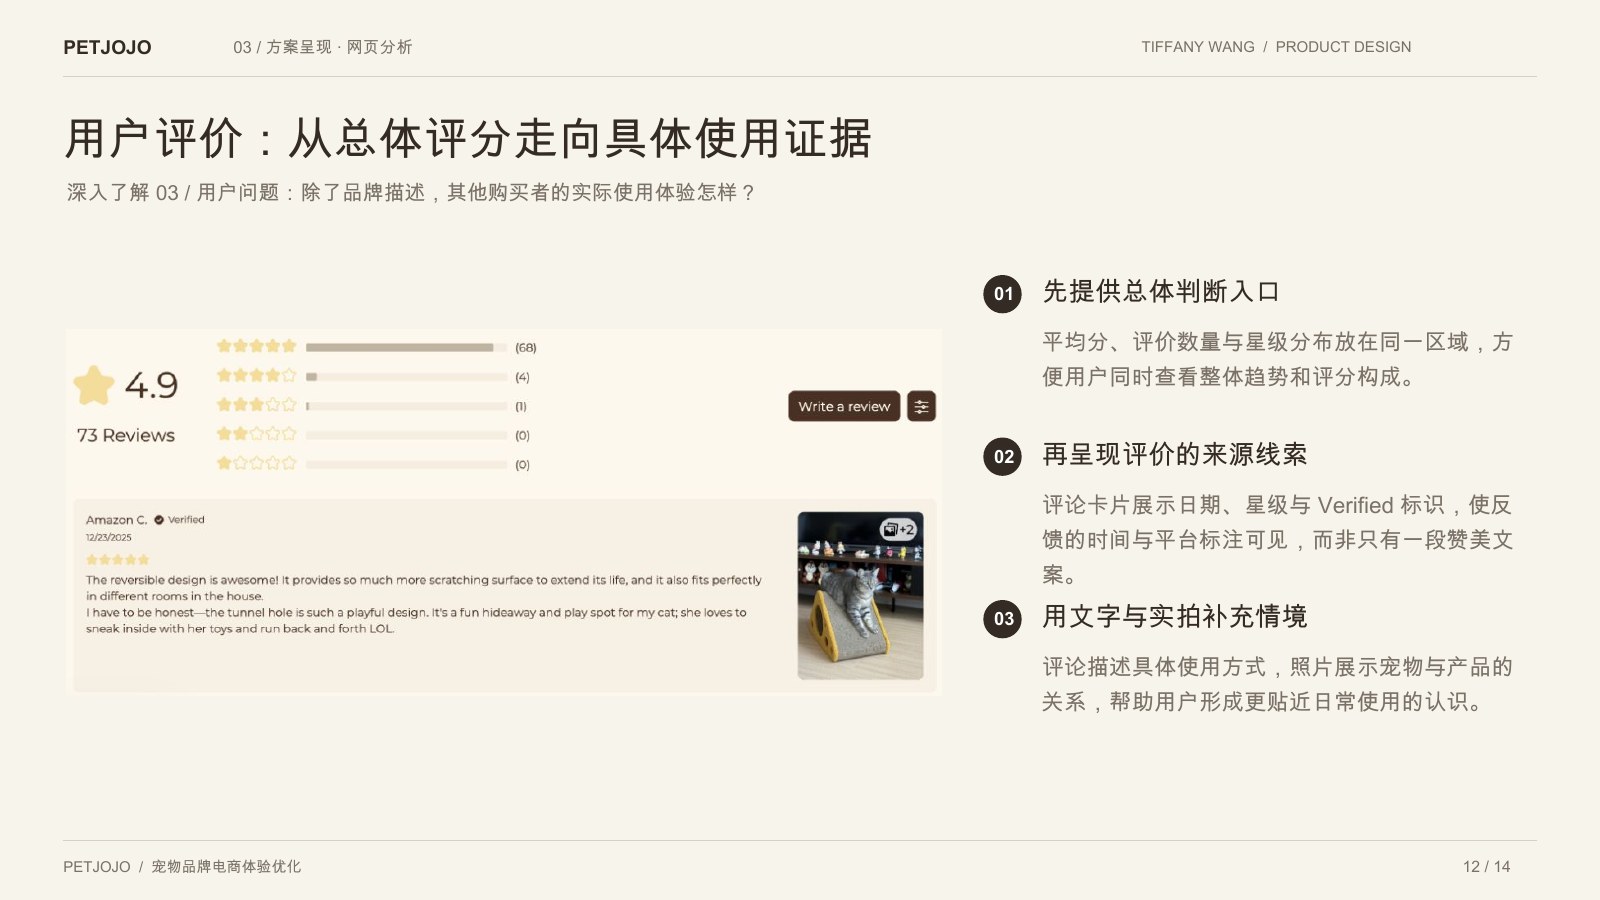 PETJOJO
03 / 方案呈现 · 网页分析
TIFFANY WANG / PRODUCT DESIGN
用户评价：从总体评分走向具体使用证据
深入了解 03 / 用户问题：除了品牌描述，其他购买者的实际使用体验怎样？
4.9
73 Reviews
(68)
(4)
(1)
(0)
(0)
Write a review
Amazon C. Verified
12/23/2025
The reversible design is awesome! It provides so much more scratching surface to extend its life, and it also fits perfectly
in different rooms in the house.
I have to be honest—the tunnel hole is such a playful design. It's a fun hideaway and play spot for my cat; she loves to
sneak inside with her toys and run back and forth LOL.
+2
01 先提供总体判断入口
平均分、评价数量与星级分布放在同一区域，方
便用户同时查看整体趋势和评分构成。
02 再呈现评价的来源线索
评论卡片展示日期、星级与 Verified 标识，使反
馈的时间与平台标注可见，而非只有一段赞美文
案。
03 用文字与实拍补充情境
评论描述具体使用方式，照片展示宠物与产品的
关系，帮助用户形成更贴近日常使用的认识。
PETJOJO / 宠物品牌电商体验优化
12 / 14